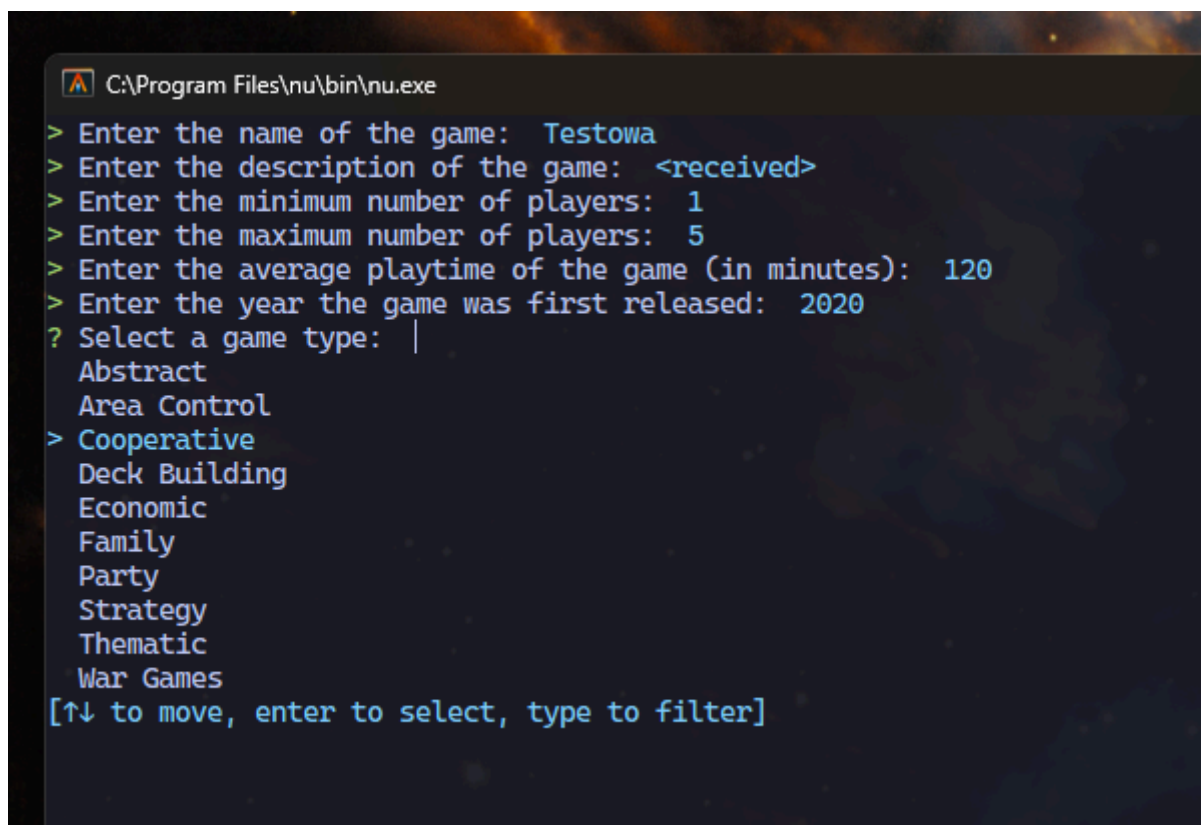 C:\Program Files\nu\bin\nu.exe
> Enter the name of the game:  Testowa
> Enter the description of the game:  <received>
> Enter the minimum number of players:  1
> Enter the maximum number of players:  5
> Enter the average playtime of the game (in minutes):  120
> Enter the year the game was first released:  2020
? Select a game type:
  Abstract
  Area Control
> Cooperative
  Deck Building
  Economic
  Family
  Party
  Strategy
  Thematic
  War Games
[↑↓ to move, enter to select, type to filter]